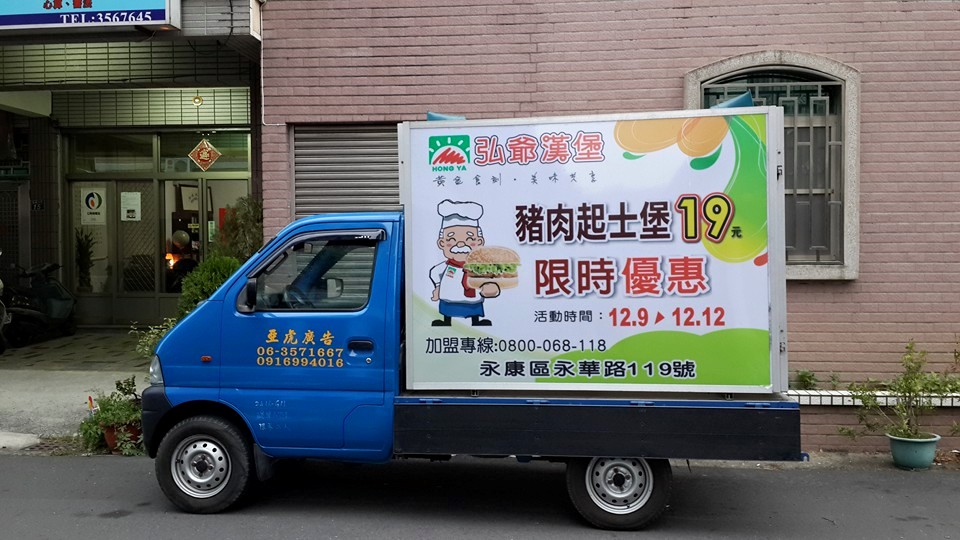 TEL:3567645
弘爺漢堡
HONG YA
黃金食刻·美味共享
豬肉起士堡19元
限時優惠
活動時間：12.9▶12.12
加盟專線:0800-068-118
永康區永華路119號
亞虎廣告
06-3571667
0916994016